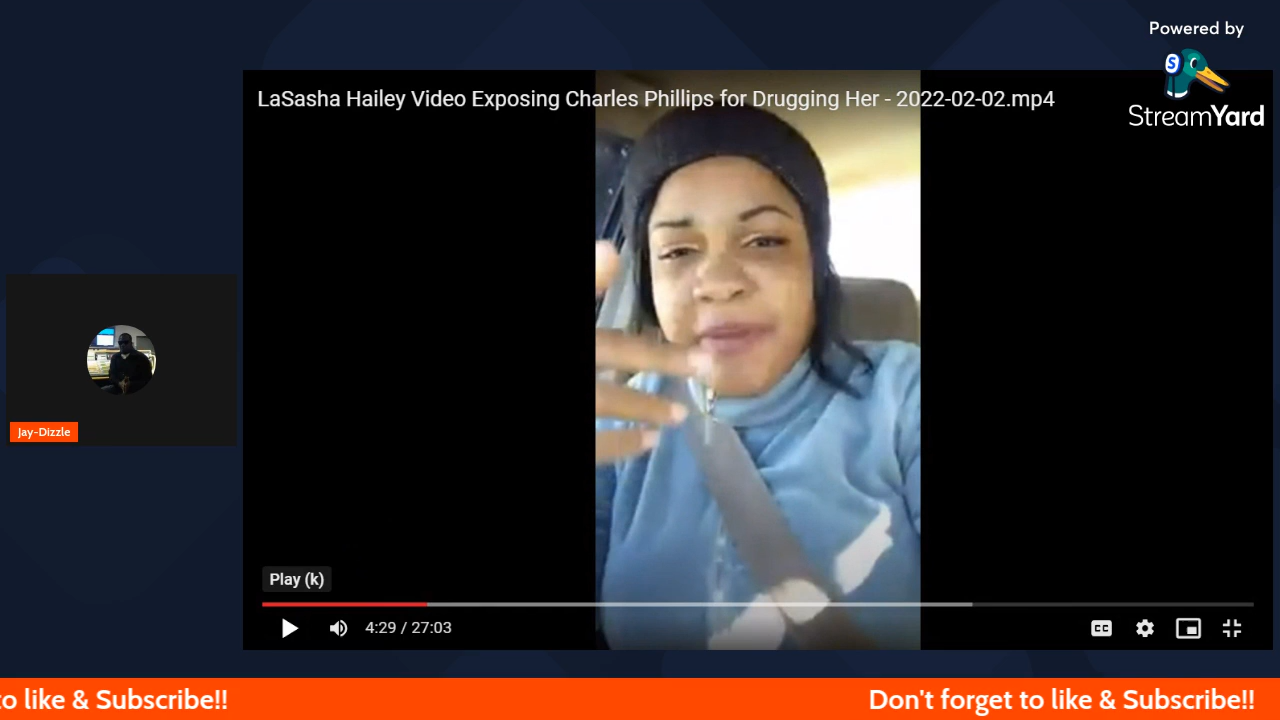 Powered by
StreamYard
LaSasha Hailey Video Exposing Charles Phillips for Drugging Her - 2022-02-02.mp4
Jay-Dizzle
Play (k)
4:29 / 27:03
CC
to like & Subscribe!!
Don't forget to like & Subscribe!!